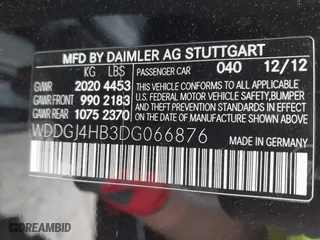 MFD BY DAIMLER AG STUTTGART
KG LBS PASSENGER CAR 040 12/12
GVWR 2020 4453 THIS VEHICLE CONFORMS TO ALL APPLICABLE
GAWR FRONT 990 2183 U.S. FEDERAL MOTOR VEHICLE SAFETY AND
GAWR REAR 1075 2370 THEFT PREVENTION STANDARDS IN EFFECT ON
THE DATE OF MANUFACTURE SHOWN ABOVE.
WDDGJ4HB3DG066876
MADE IN GERMANY
DREAMBID